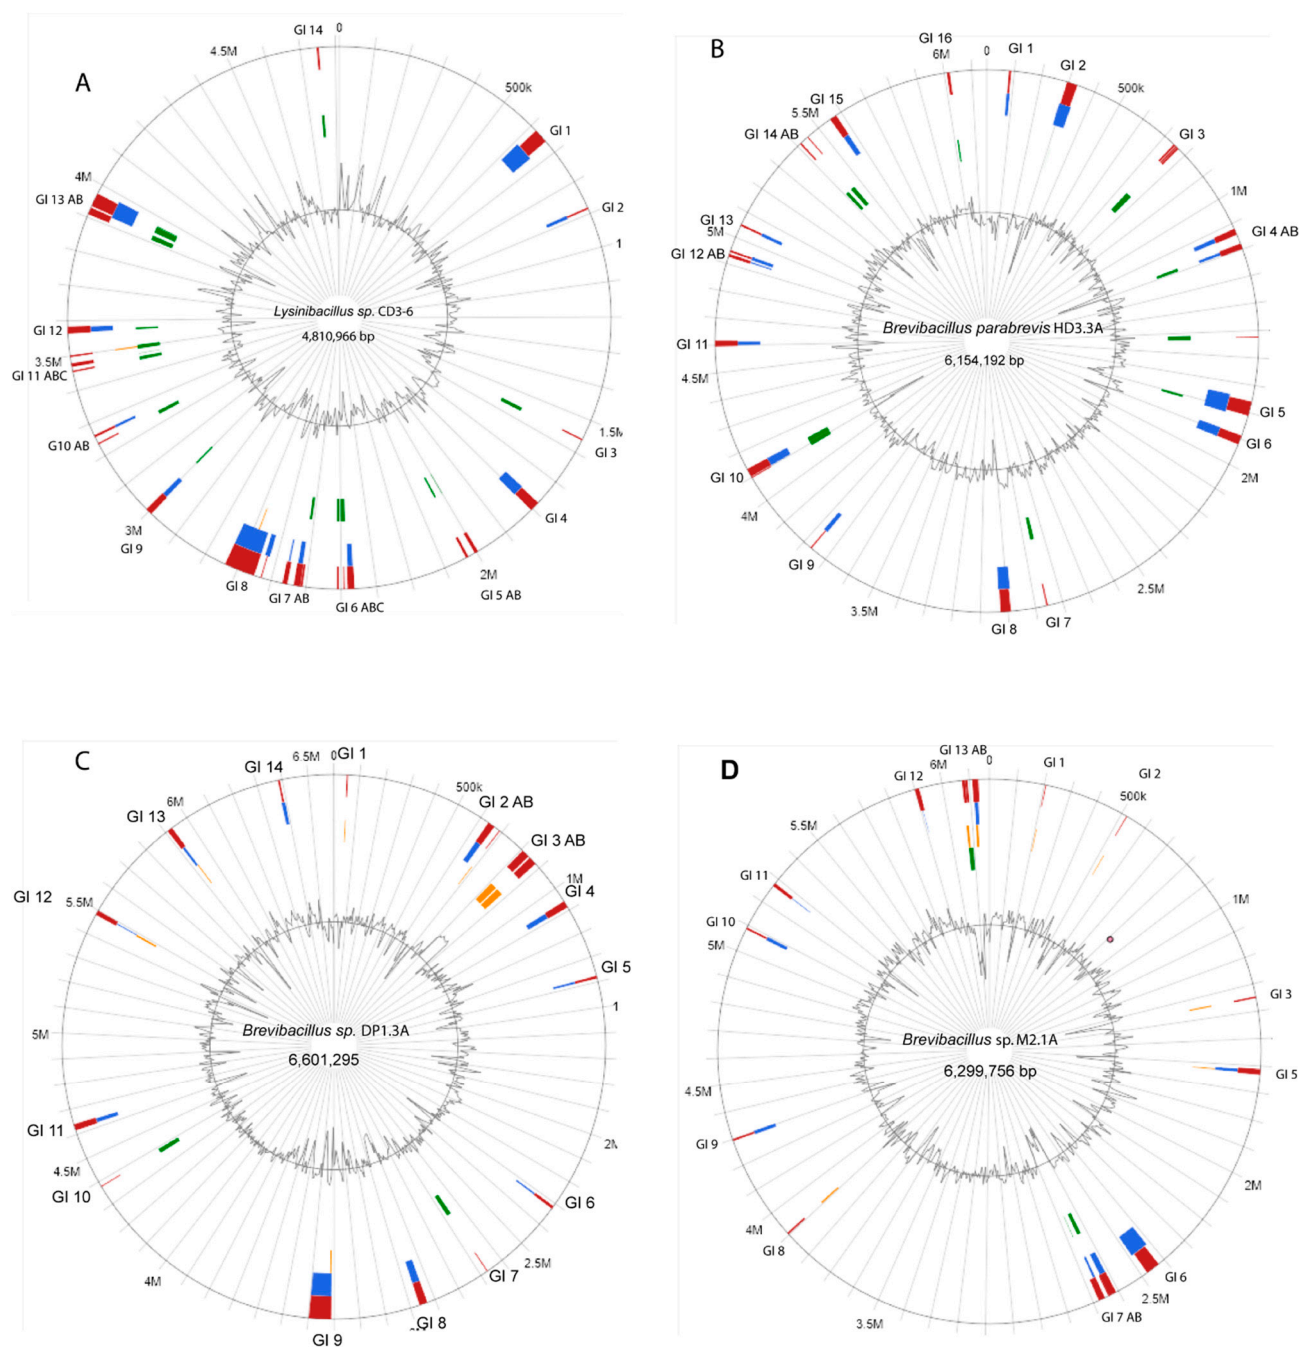 A
GI 14
0
4.5M
500k
GI 1
GI 2
1
4M
GI 13 AB
Lysinibacillus sp. CD3-6
4,810,966 bp
GI 12
3.5M
GI 11 ABC
G10 AB
1.5M
GI 3
GI 4
3M
GI 9
GI 8
GI 7 AB
GI 6 ABC
2M
GI 5 AB
B
GI 16
6M
0
GI 1
GI 2
500k
GI 15
5.5M
GI 14 AB
GI 3
1M
GI 4 AB
GI 13
5M
GI 12 AB
Brevibacillus parabrevis HD3.3A
6,154,192 bp
GI 11
4.5M
GI 5
GI 6
2M
GI 10
4M
GI 9
3.5M
GI 8
GI 7
2.5M
C
6.5M
0
GI 1
GI 14
500k
GI 2 AB
6M
GI 13
GI 3 AB
1M
GI 4
GI 12
5.5M
GI 5
1
5M
Brevibacillus sp. DP1.3A
6,601,295
GI 11
4.5M
GI 10
GI 6
2.5M
GI 7
4M
GI 8
GI 9
D
GI 13 AB
6M
0
GI 12
GI 1
GI 2
500k
5.5M
GI 11
1M
GI 10
5M
GI 3
Brevibacillus sp. M2.1A
6,299,756 bp
GI 5
4.5M
GI 9
2M
4M
GI 8
GI 6
2.5M
GI 7 AB
3.5M